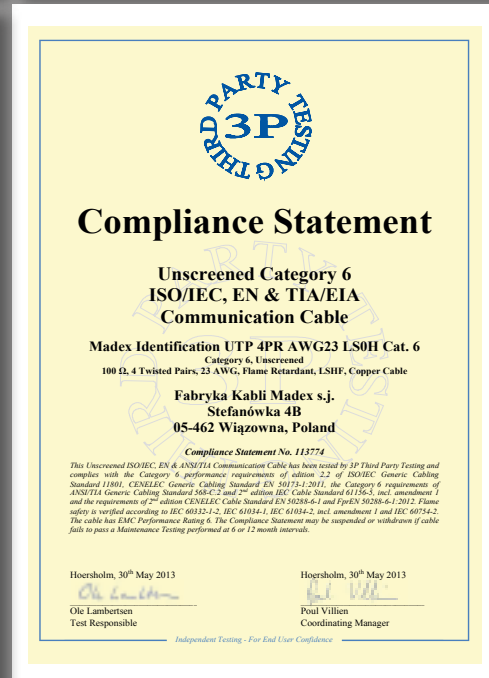 THIRD PARTY TESTING
3P
Compliance Statement
Unscreened Category 6
ISO/IEC, EN & TIA/EIA
Communication Cable
Madex Identification UTP 4PR AWG23 LS0H Cat. 6
Category 6, Unscreened
100 Ω, 4 Twisted Pairs, 23 AWG, Flame Retardant, LSHF, Copper Cable
Fabryka Kabli Madex s.j.
Stefanówka 4B
05-462 Wiązowna, Poland
Compliance Statement No. 113774
This Unscreened ISO/IEC, EN & ANSI/TIA Communication Cable has been tested by 3P Third Party Testing and
complies with the Category 6 performance requirements of edition 2.2 of ISO/IEC Generic Cabling
Standard 11801, CENELEC Generic Cabling Standard EN 50173-1:2011, the Category 6 requirements of
ANSI/TIA Generic Cabling Standard 568-C.2 and 2nd edition IEC Cable Standard 61156-5, incl. amendment 1
and the requirements of 2nd edition CENELEC Cable Standard EN 50288-6-1 and FprEN 50288-6-1:2012. Flame
safety is verified according to IEC 60332-1-2, IEC 61034-1, IEC 61034-2, incl. amendment 1 and IEC 60754-2.
The cable has EMC Performance Rating 6. The Compliance Statement may be suspended or withdrawn if cable
fails to pass a Maintenance Testing performed at 6 or 12 month intervals.
Hoersholm, 30th May 2013
Hoersholm, 30th May 2013
Ole Lambertsen
Poul Villien
Test Responsible
Coordinating Manager
Independent Testing - For End User Confidence